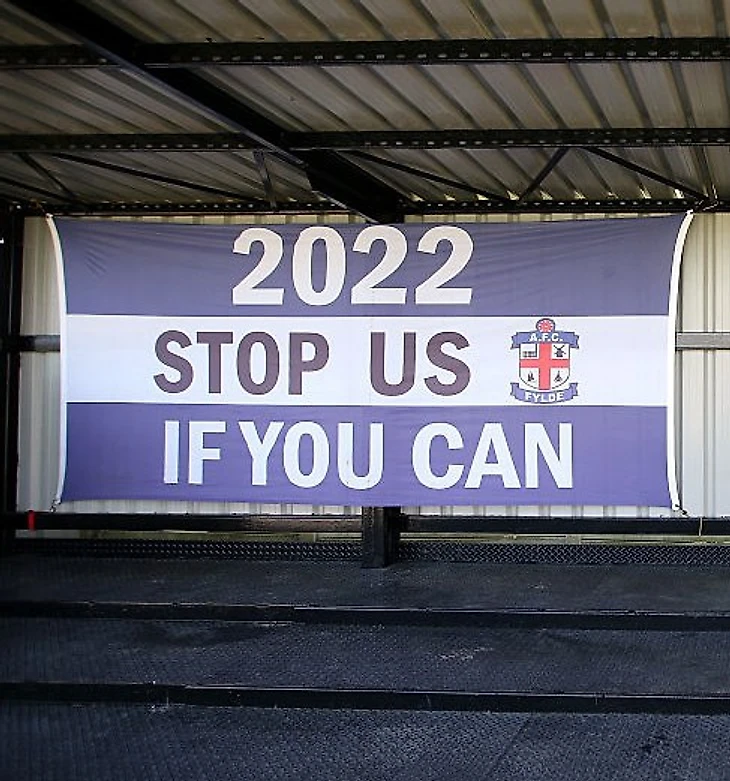 2022
STOP US
A.F.C.
FYLDE
IF YOU CAN